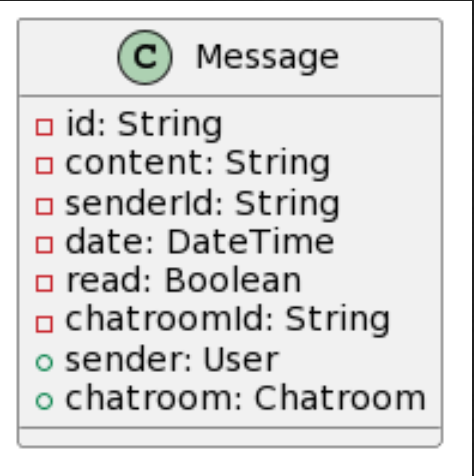 C Message
id: String
content: String
senderId: String
date: DateTime
read: Boolean
chatroomId: String
sender: User
chatroom: Chatroom